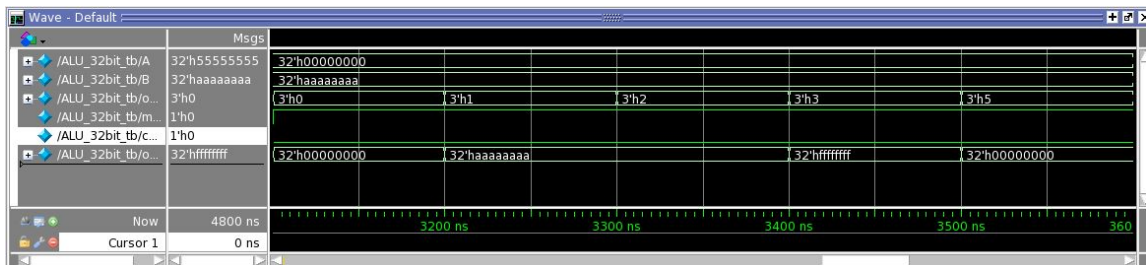 Wave - Default
Msgs
/ALU_32bit_tb/A 32'h55555555 32'h00000000
/ALU_32bit_tb/B 32'haaaaaaaa 32'haaaaaaaa
/ALU_32bit_tb/o... 3'h0 3'h0 3'h1 3'h2 3'h3 3'h5
/ALU_32bit_tb/m... 1'h0
/ALU_32bit_tb/c... 1'h0
/ALU_32bit_tb/o... 32'hffffffff 32'h00000000 32'haaaaaaaa 32'hffffffff 32'h00000000
Now 4800 ns 3200 ns 3300 ns 3400 ns 3500 ns 360
Cursor 1 0 ns